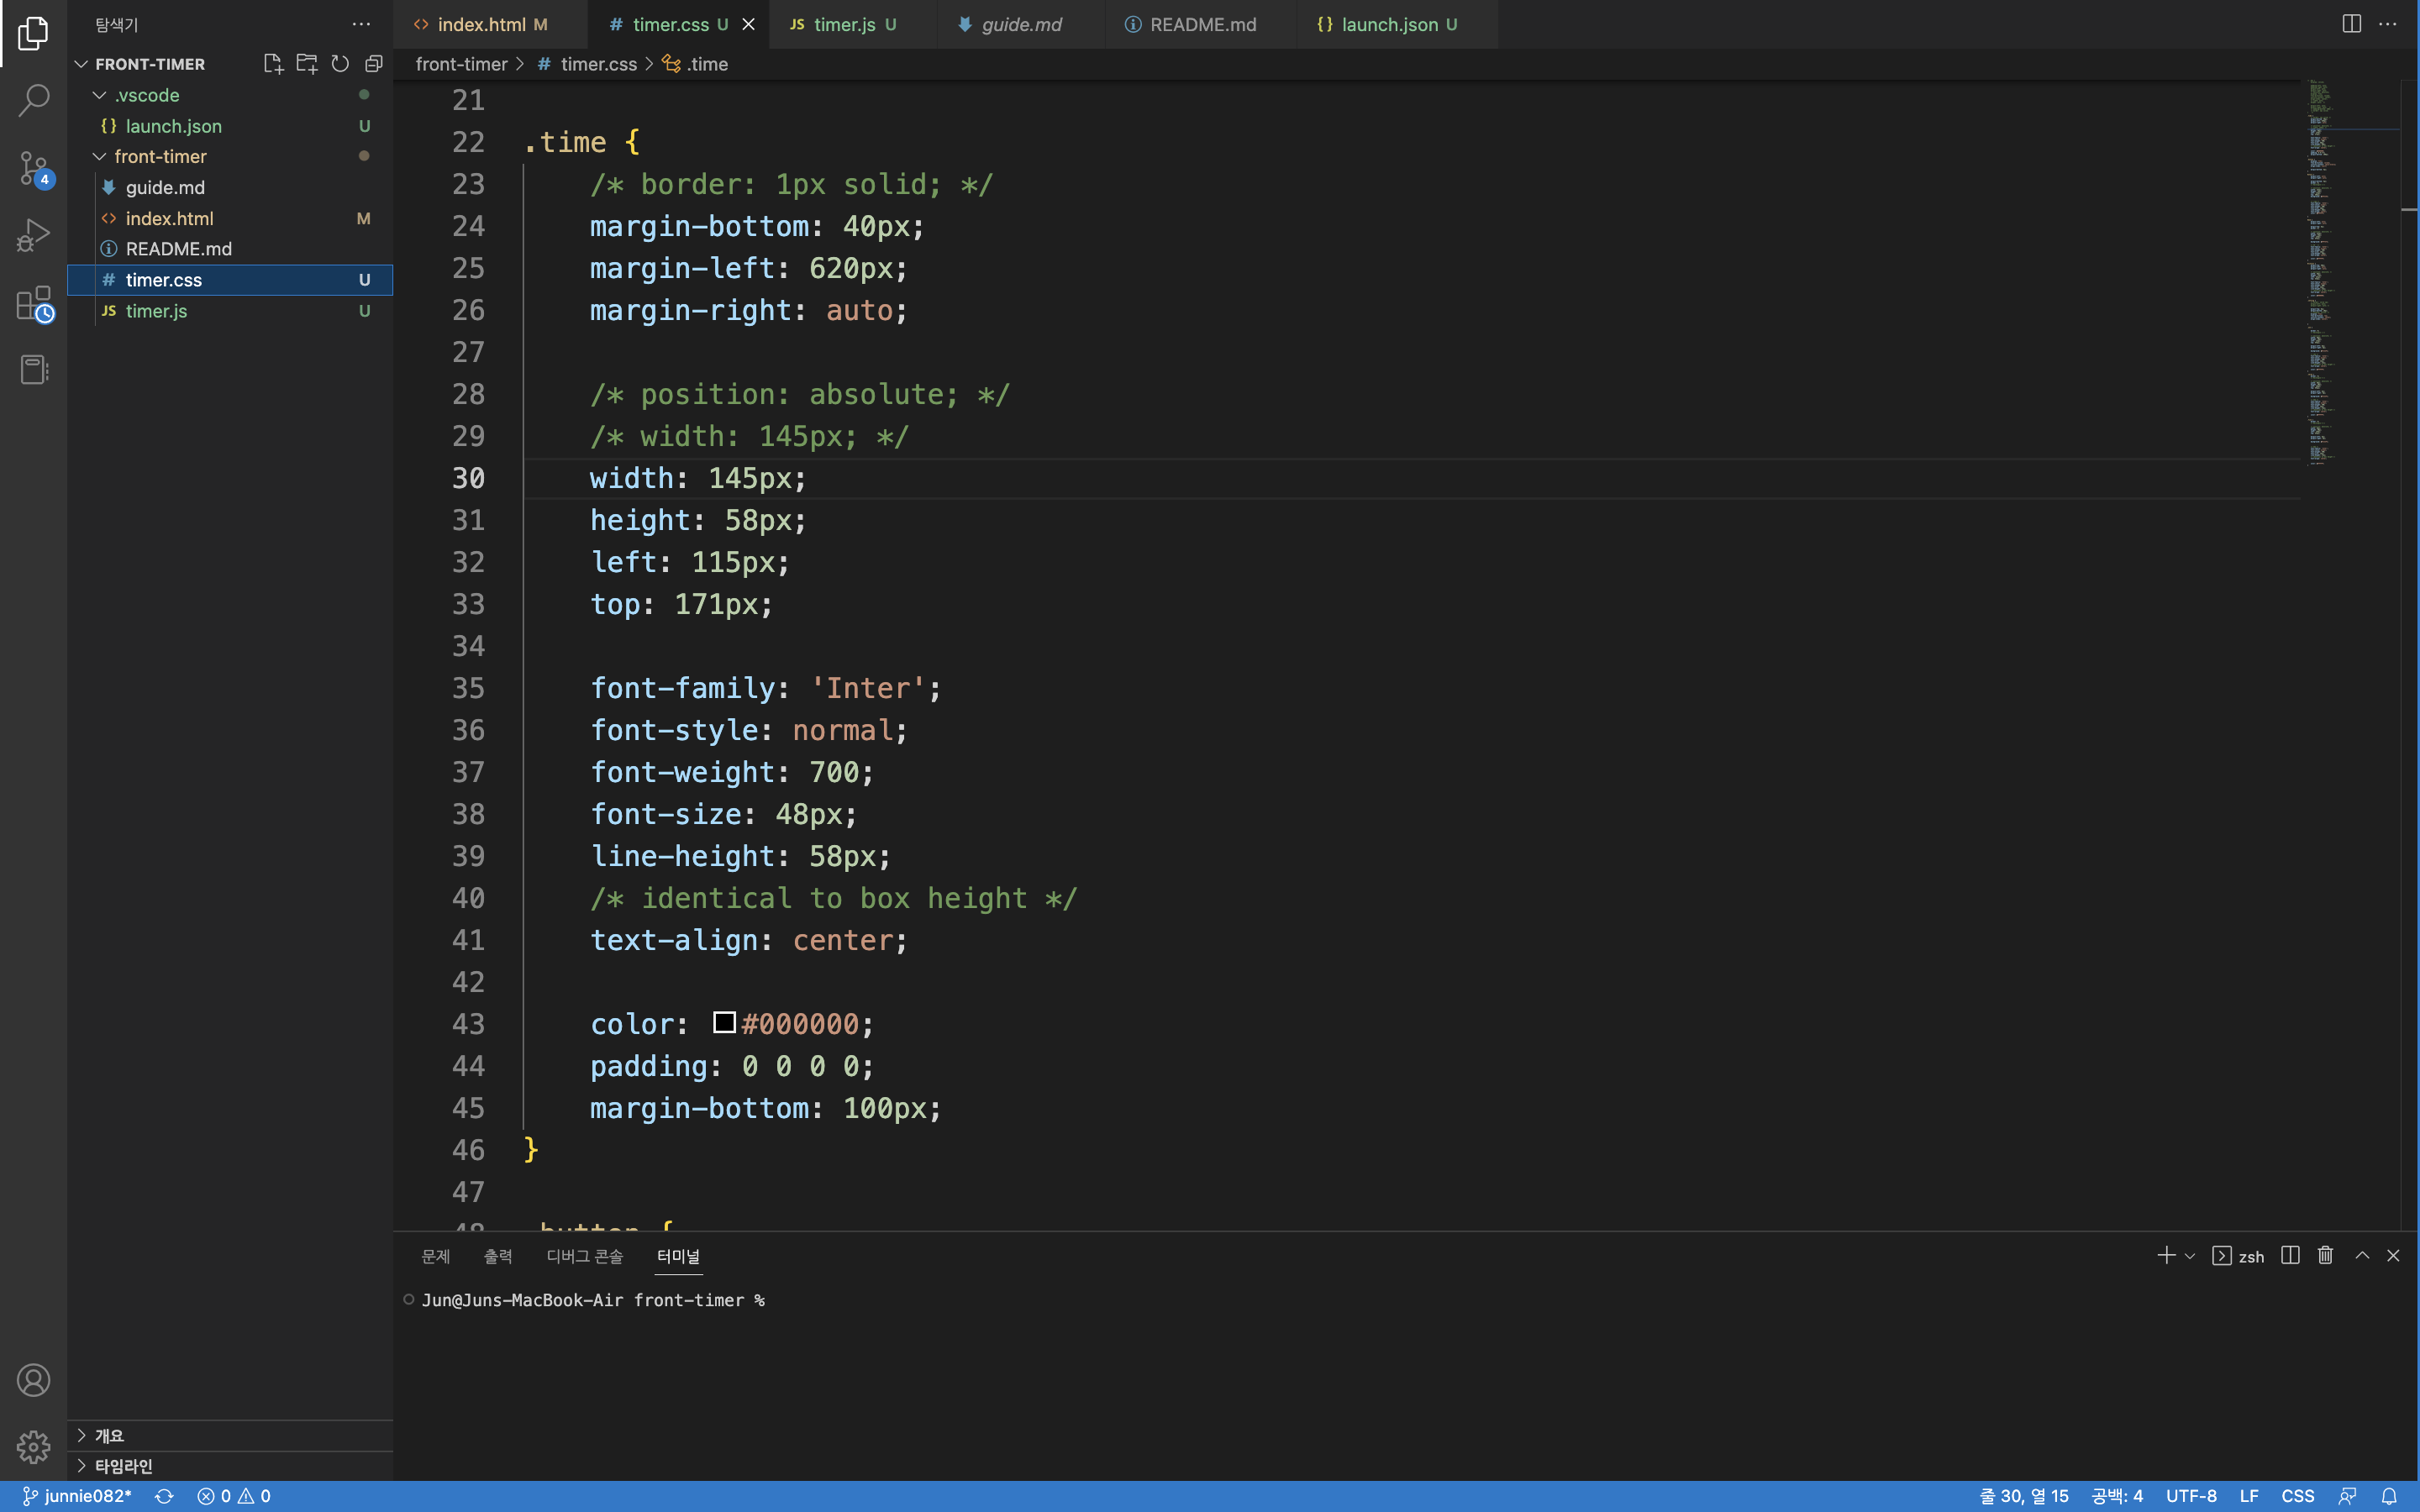 탐색기
FRONT-TIMER
.vscode
{} launch.json U
front-timer
guide.md
<> index.html M
README.md
# timer.css U
JS timer.js U
4
개요
타임라인
<> index.html M
# timer.css U
JS timer.js U
guide.md
README.md
{} launch.json U
front-timer > # timer.css > .time
21
22 .time {
23 /* border: 1px solid; */
24 margin-bottom: 40px;
25 margin-left: 620px;
26 margin-right: auto;
27
28 /* position: absolute; */
29 /* width: 145px; */
30 width: 145px;
31 height: 58px;
32 left: 115px;
33 top: 171px;
34
35 font-family: 'Inter';
36 font-style: normal;
37 font-weight: 700;
38 font-size: 48px;
39 line-height: 58px;
40 /* identical to box height */
41 text-align: center;
42
43 color: #000000;
44 padding: 0 0 0 0;
45 margin-bottom: 100px;
46 }
47
48 .button {
문제 출력 디버그 콘솔 터미널
zsh
Jun@Juns-MacBook-Air front-timer %
junnie082* 0 0
줄 30, 열 15 공백: 4 UTF-8 LF CSS